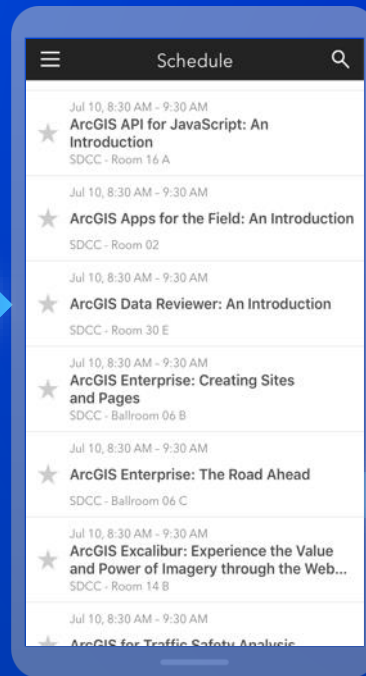 Schedule
Jul 10, 8:30 AM - 9:30 AM
ArcGIS API for JavaScript: An
Introduction
SDCC - Room 16 A
Jul 10, 8:30 AM - 9:30 AM
ArcGIS Apps for the Field: An Introduction
SDCC - Room 02
Jul 10, 8:30 AM - 9:30 AM
ArcGIS Data Reviewer: An Introduction
SDCC - Room 30 E
Jul 10, 8:30 AM - 9:30 AM
ArcGIS Enterprise: Creating Sites
and Pages
SDCC - Ballroom 06 B
Jul 10, 8:30 AM - 9:30 AM
ArcGIS Enterprise: The Road Ahead
SDCC - Ballroom 06 C
Jul 10, 8:30 AM - 9:30 AM
ArcGIS Excalibur: Experience the Value
and Power of Imagery through the Web...
SDCC - Room 14 B
Jul 10, 8:30 AM - 9:30 AM
ArcGIS for Traffic Safety Analysis